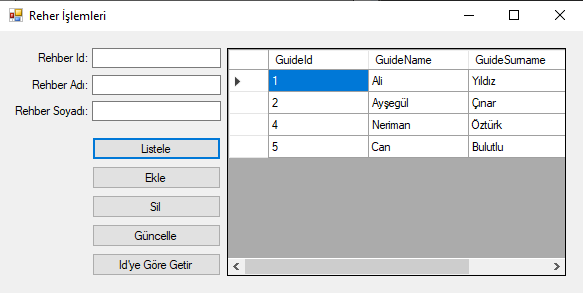 Reher İşlemleri
Rehber Id:
Rehber Adı:
Rehber Soyadı:
Listele
Ekle
Sil
Güncelle
Id'ye Göre Getir
GuideId GuideName GuideSurname
1 Ali Yıldız
2 Ayşegül Çınar
4 Neriman Öztürk
5 Can Bulutlu